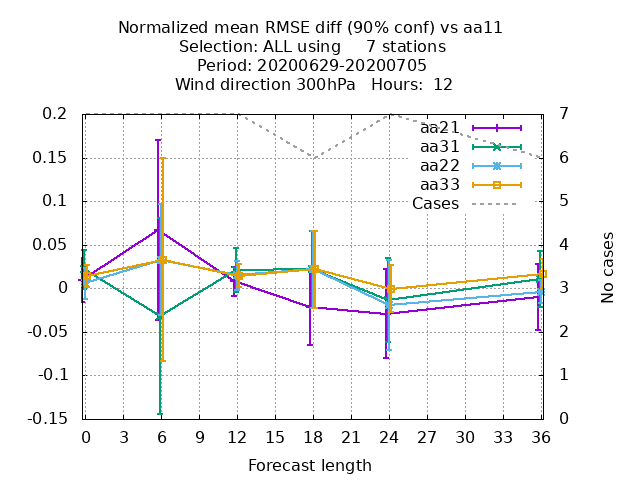 Normalized mean RMSE diff (90% conf) vs aa11
Selection: ALL using     7 stations
Period: 20200629-20200705
Wind direction 300hPa   Hours:  12
0.2
0.15
0.1
0.05
0
-0.05
-0.1
-0.15
7
6
5
4
3
2
1
0
aa21
aa31
aa22
aa33
Cases
No cases
0 3 6 9 12 15 18 21 24 27 30 33 36
Forecast length